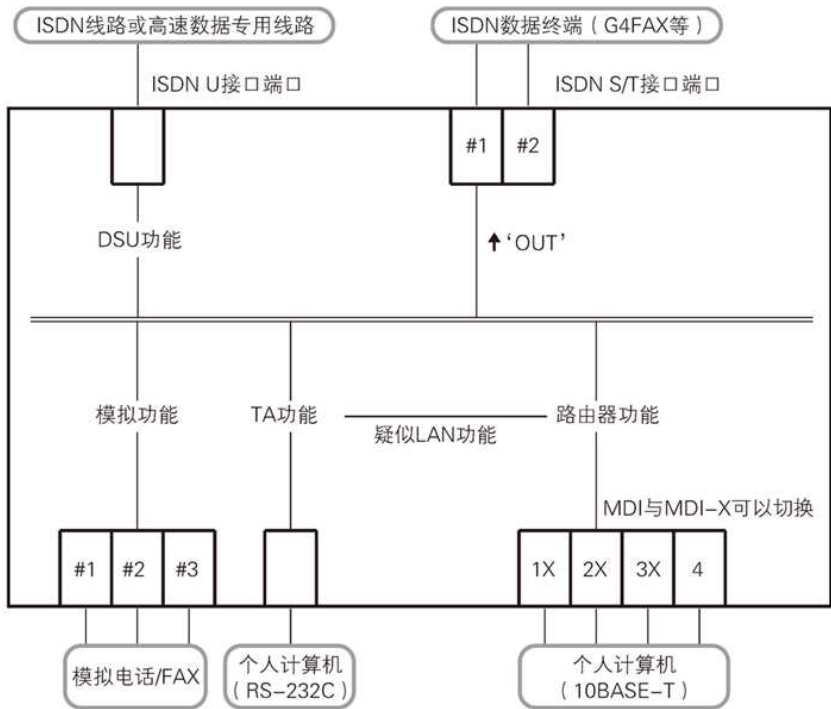 ISDN线路或高速数据专用线路
ISDN数据终端（G4FAX等）
ISDN U接口端口
ISDN S/T接口端口
#1
#2
DSU功能
‘OUT’
模拟功能
TA功能
路由器功能
疑似LAN功能
MDI与MDI-X可以切换
#1
#2
#3
1X
2X
3X
4
模拟电话/FAX
个人计算机
（RS-232C）
个人计算机
（10BASE-T）